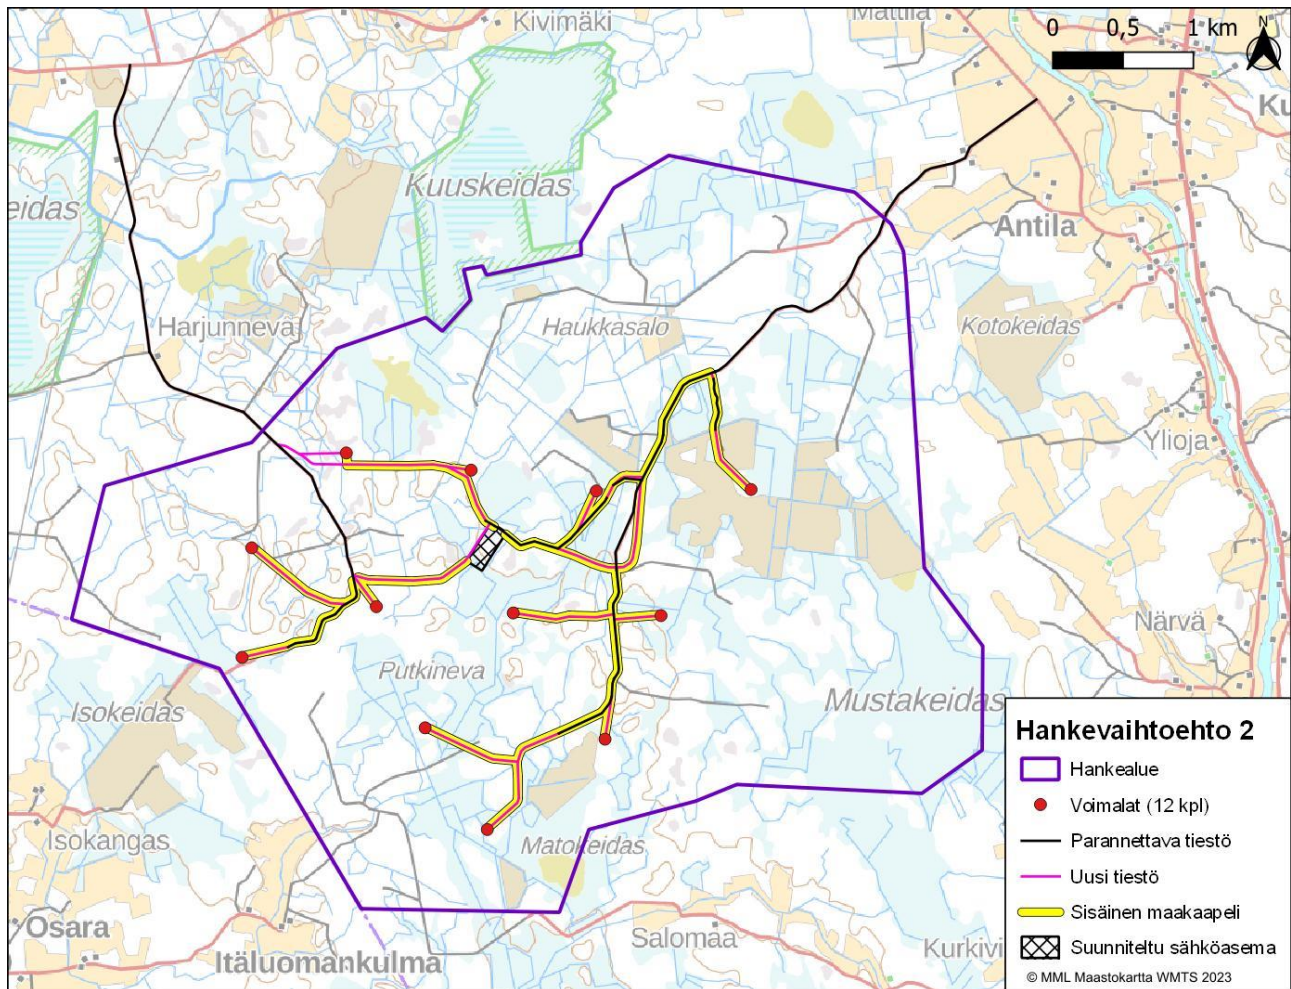 Kivimäki
Mattila
0 0,5 1 km
N
Ku
Kuuskeidas
eidas
Antila
Harjunneva
Haukkasalo
Kotokeidas
Ylioja
Närvä
Putkineva
Mustakeidas
Isokeidas
Isokangas
Matokeidas
Osara
Itäluomankulma
Salomaa
Kurkivi
Hankevaihtoehto 2
Hankealue
Voimalat (12 kpl)
Parannettava tiestö
Uusi tiestö
Sisäinen maakaapeli
Suunniteltu sähköasema
© MML Maastokartta WMTS 2023